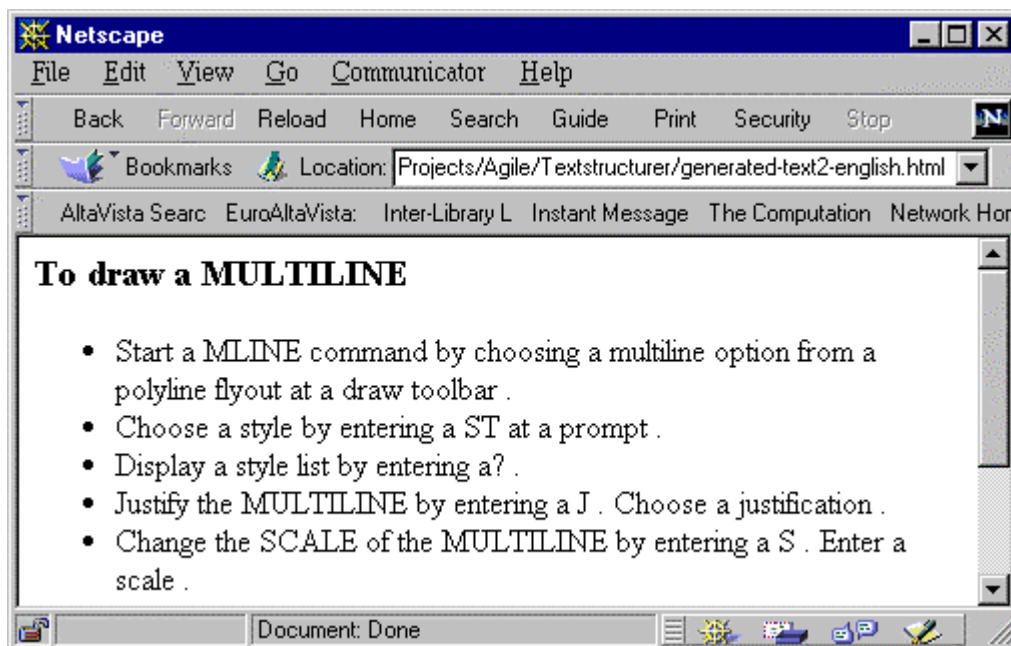 Netscape
File Edit View Go Communicator Help
Back Forward Reload Home Search Guide Print Security Stop N
Bookmarks Location: Projects/Agile/Textstructurer/generated-text2-english.html
AltaVista Searc EuroAltaVista: Inter-Library L Instant Message The Computation Network Hor
To draw a MULTILINE
• Start a MLINE command by choosing a multiline option from a
polyline flyout at a draw toolbar .
• Choose a style by entering a ST at a prompt .
• Display a style list by entering a? .
• Justify the MULTILINE by entering a J . Choose a justification .
• Change the SCALE of the MULTILINE by entering a S . Enter a
scale .
Document: Done